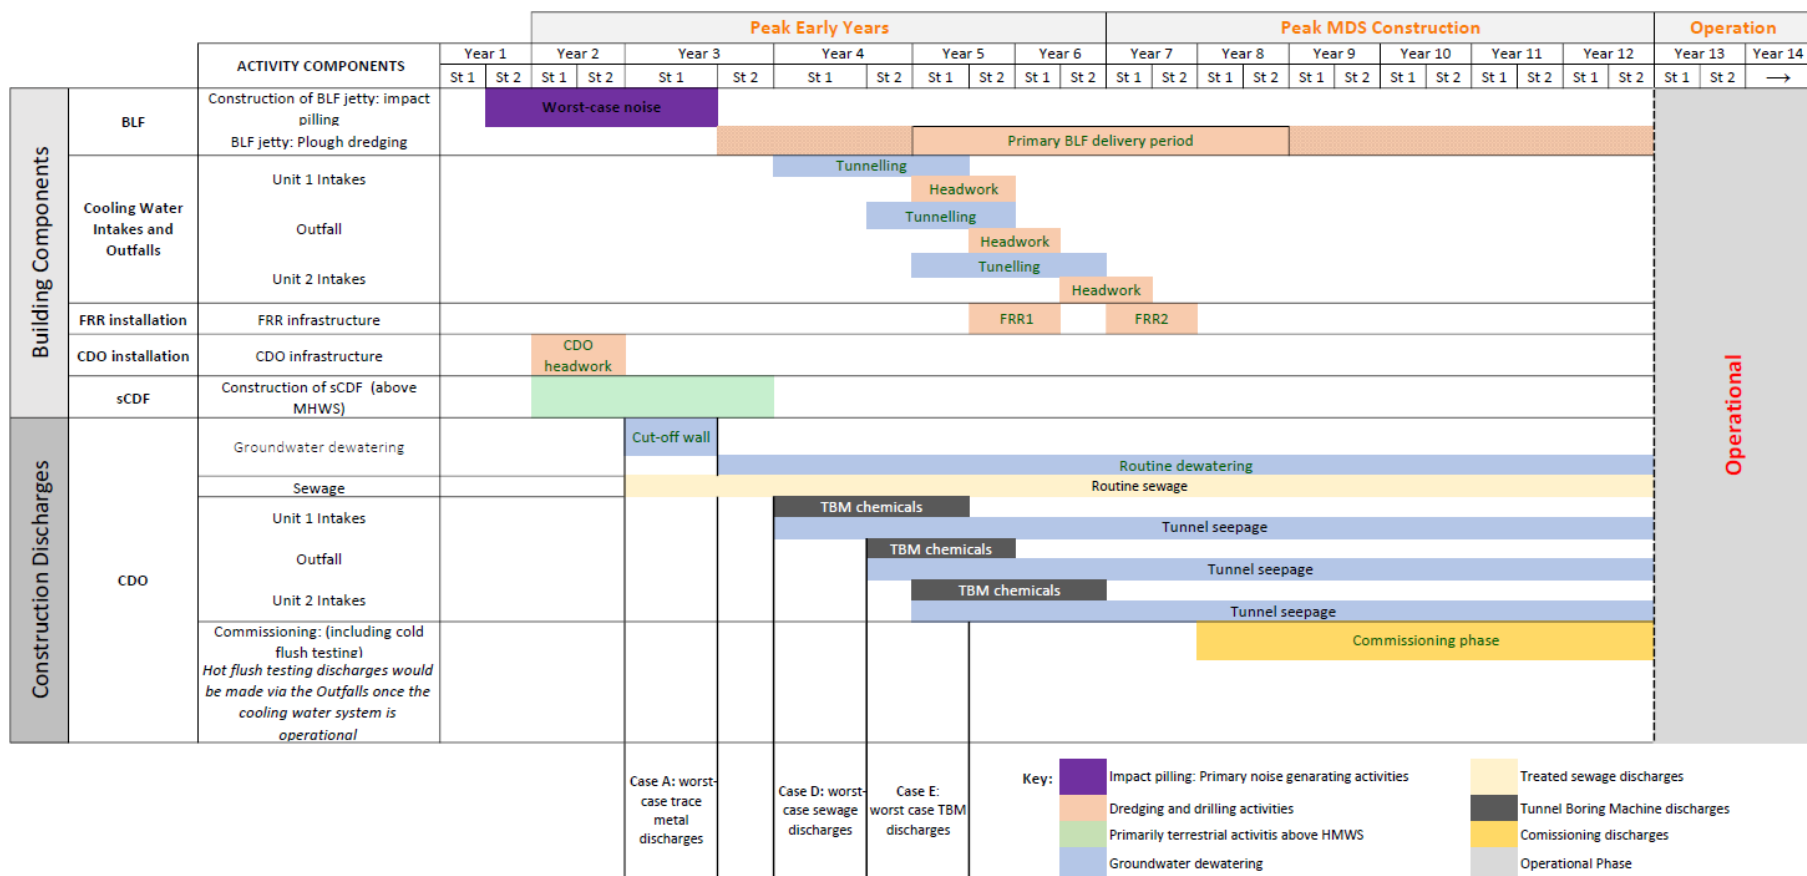 Peak Early Years Peak MDS Construction Operation
ACTIVITY COMPONENTS Year 1 Year 2 Year 3 Year 4 Year 5 Year 6 Year 7 Year 8 Year 9 Year 10 Year 11 Year 12 Year 13 Year 14
St 1 St 2 St 1 St 2 St 1 St 2 St 1 St 2 St 1 St 2 St 1 St 2 St 1 St 2 St 1 St 2 St 1 St 2 St 1 St 2 St 1 St 2 St 1 St 2 St 1 St 2 →
Building Components
BLF
Construction of BLF jetty: impact
pilling
Worst-case noise
BLF jetty: Plough dredging
Primary BLF delivery period
Cooling Water
Intakes and
Outfalls
Unit 1 Intakes
Tunnelling
Headwork
Outfall
Tunnelling
Headwork
Unit 2 Intakes
Tunelling
Headwork
FRR installation
FRR infrastructure
FRR1
FRR2
CDO installation
CDO infrastructure
CDO
headwork
sCDF
Construction of sCDF (above
MHWS)
Construction Discharges
CDO
Groundwater dewatering
Cut-off wall
Routine dewatering
Sewage
Routine sewage
Unit 1 Intakes
TBM chemicals
Tunnel seepage
Outfall
TBM chemicals
Tunnel seepage
Unit 2 Intakes
TBM chemicals
Tunnel seepage
Commissioning: (including cold
flush testing)
Commissioning phase
Hot flush testing discharges would
be made via the Outfalls once the
cooling water system is
operational
Operational
Case A: worst-
case trace
metal
discharges
Case D: worst-
case sewage
discharges
Case E:
worst case TBM
discharges
Key:
Impact pilling: Primary noise genarating activities
Dredging and drilling activities
Primarily terrestrial activitis above HMWS
Groundwater dewatering
Treated sewage discharges
Tunnel Boring Machine discharges
Comissioning discharges
Operational Phase